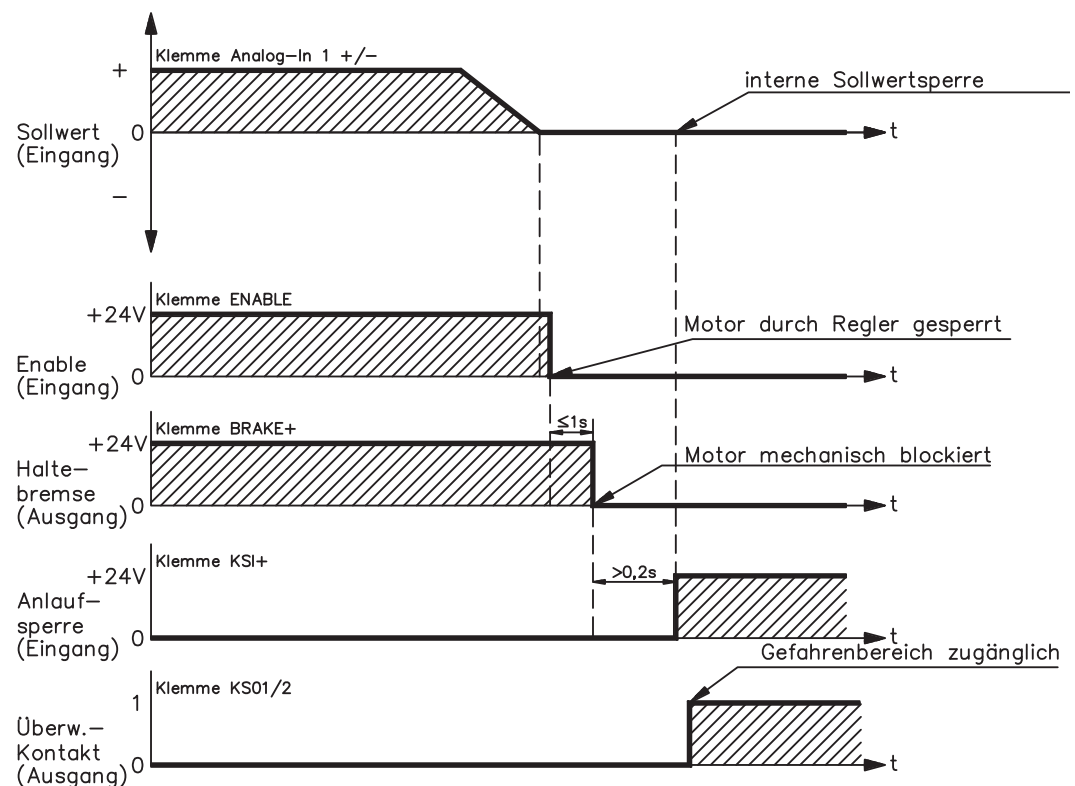 Klemme Analog-In 1 +/-
+
interne Sollwertsperre
Sollwert 0
(Eingang)
t
-
Klemme ENABLE
+24V
Motor durch Regler gesperrt
Enable
(Eingang)
0
t
Klemme BRAKE+
≤1s
+24V
Motor mechanisch blockiert
Halte-
bremse
(Ausgang)
0
t
Klemme KSI+
+24V
>0,2s
Anlauf-
sperre
(Eingang)
0
t
Gefahrenbereich zugänglich
Klemme KS01/2
1
Überw.-
Kontakt
(Ausgang)
0
t